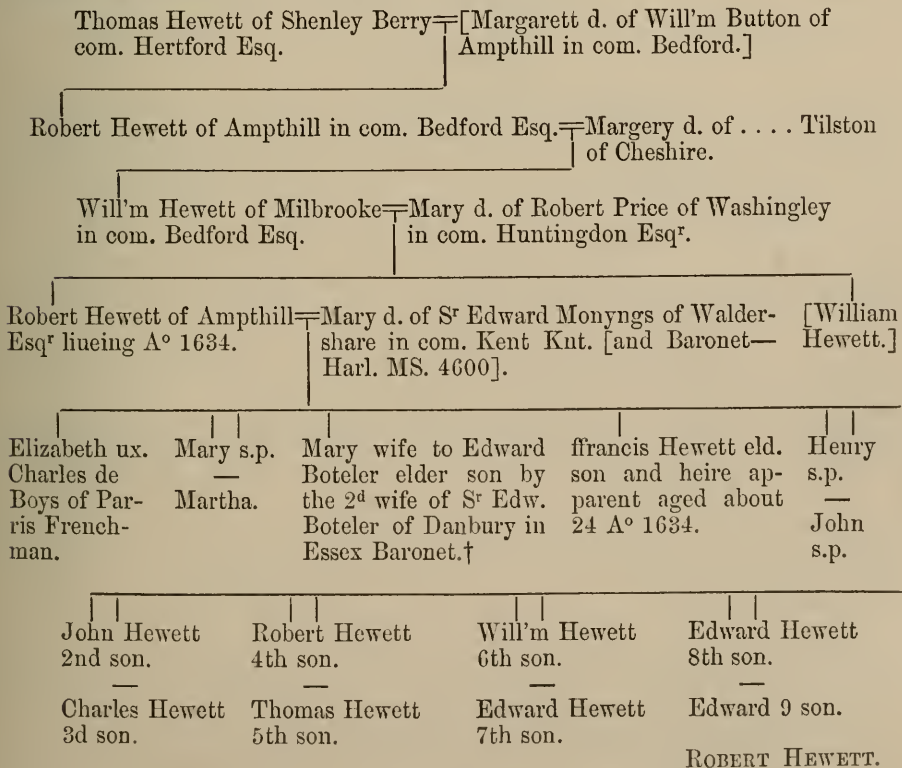 Thomas Hewett of Shenley Berry
com. Hertford Esq.
[Margarett d. of Will'm Button of
Ampthill in com. Bedford.]
Robert Hewett of Ampthill in com. Bedford Esq.
Margery d. of . . . . Tilston
of Cheshire.
Will'm Hewett of Milbrooke
in com. Bedford Esq.
Mary d. of Robert Price of Washingley
in com. Huntingdon Esqʳ.
Robert Hewett of Ampthill
Esqʳ liueing Aº 1634.
Mary d. of Sʳ Edward Monyngs of Walder-
share in com. Kent Knt. [and Baronet—
Harl. MS. 4600].
[William
Hewett.]
Elizabeth ux.
Charles de
Boys of Par-
ris French-
man.
Mary s.p.
—
Martha.
Mary wife to Edward
Boteler elder son by
the 2ᵈ wife of Sʳ Edw.
Boteler of Danbury in
Essex Baronet.†
ffrancis Hewett eld.
son and heire ap-
parent aged about
24 Aº 1634.
Henry
s.p.
—
John
s.p.
John Hewett
2nd son.
—
Charles Hewett
3d son.
Robert Hewett
4th son.
—
Thomas Hewett
5th son.
Will'm Hewett
6th son.
—
Edward Hewett
7th son.
Edward Hewett
8th son.
—
Edward 9 son.
ROBERT HEWETT.